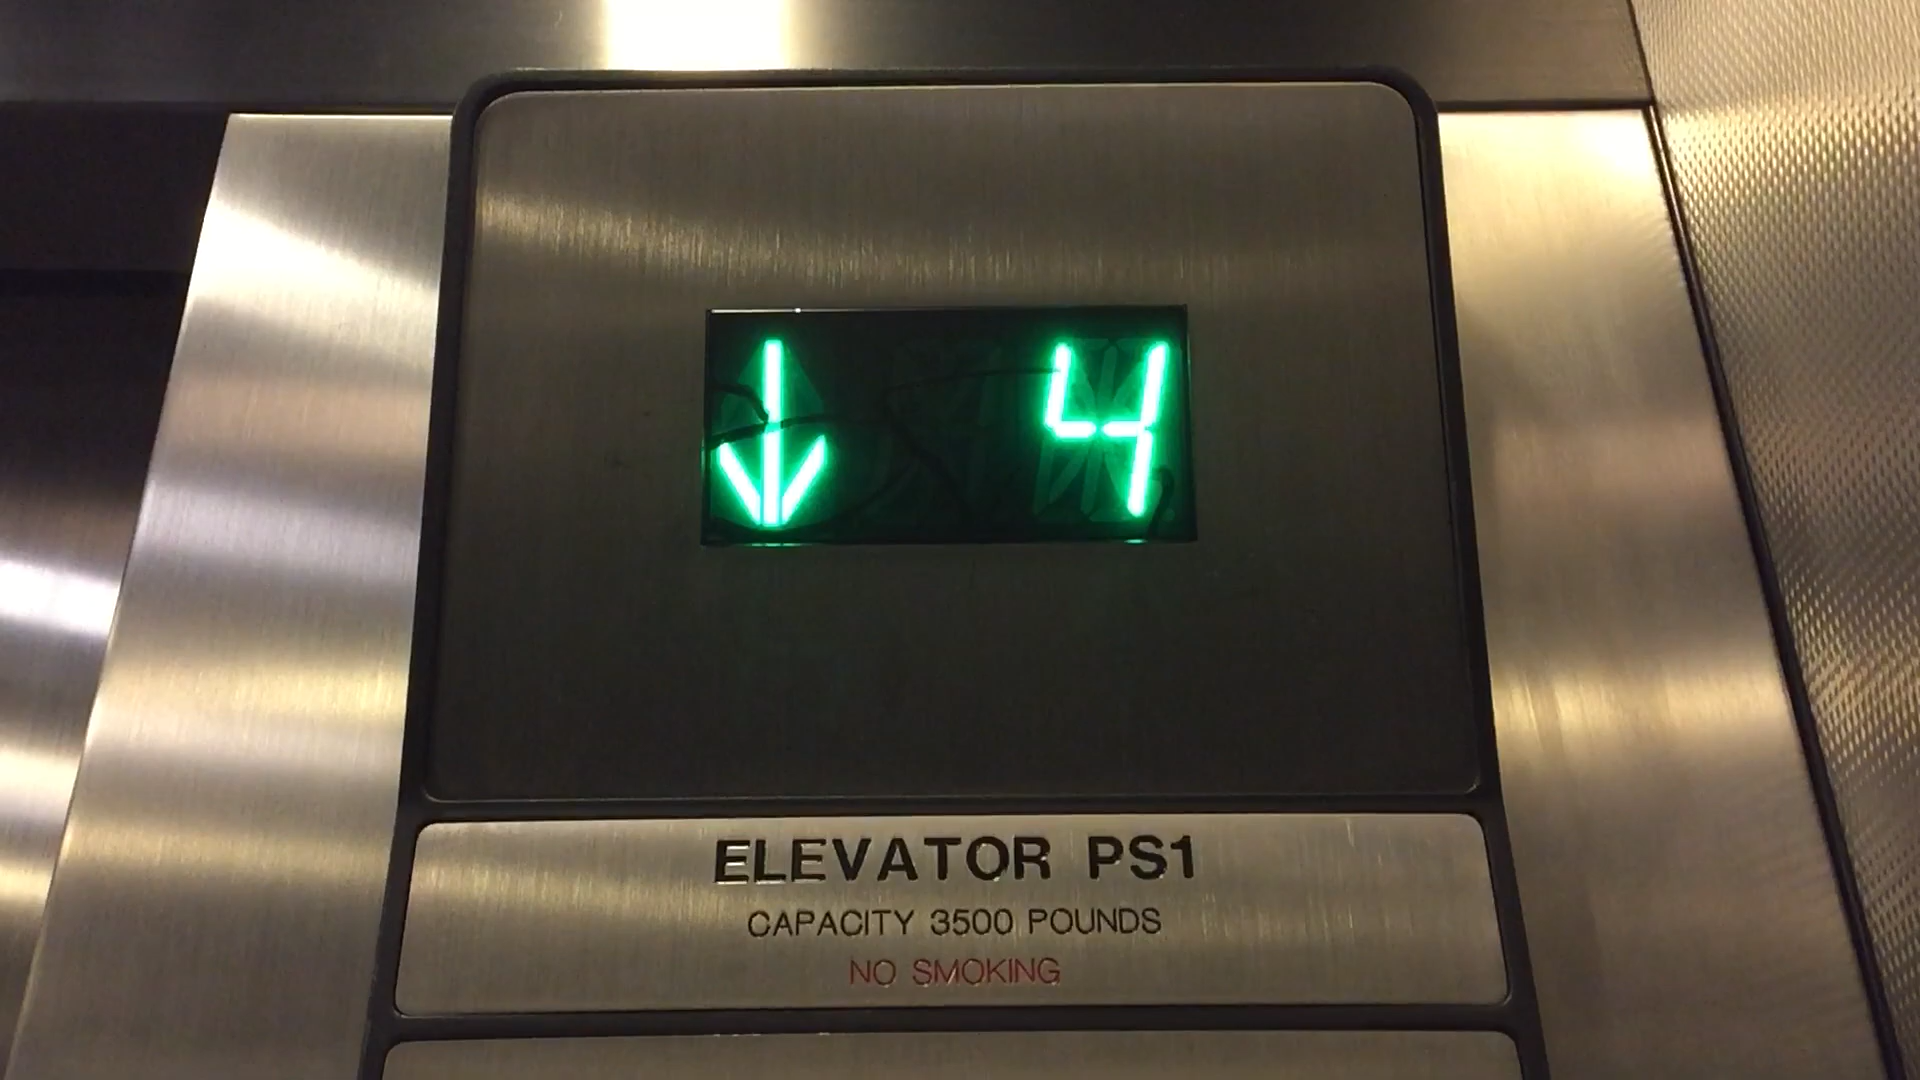 ↓ 4
ELEVATOR PS1
CAPACITY 3500 POUNDS
NO SMOKING